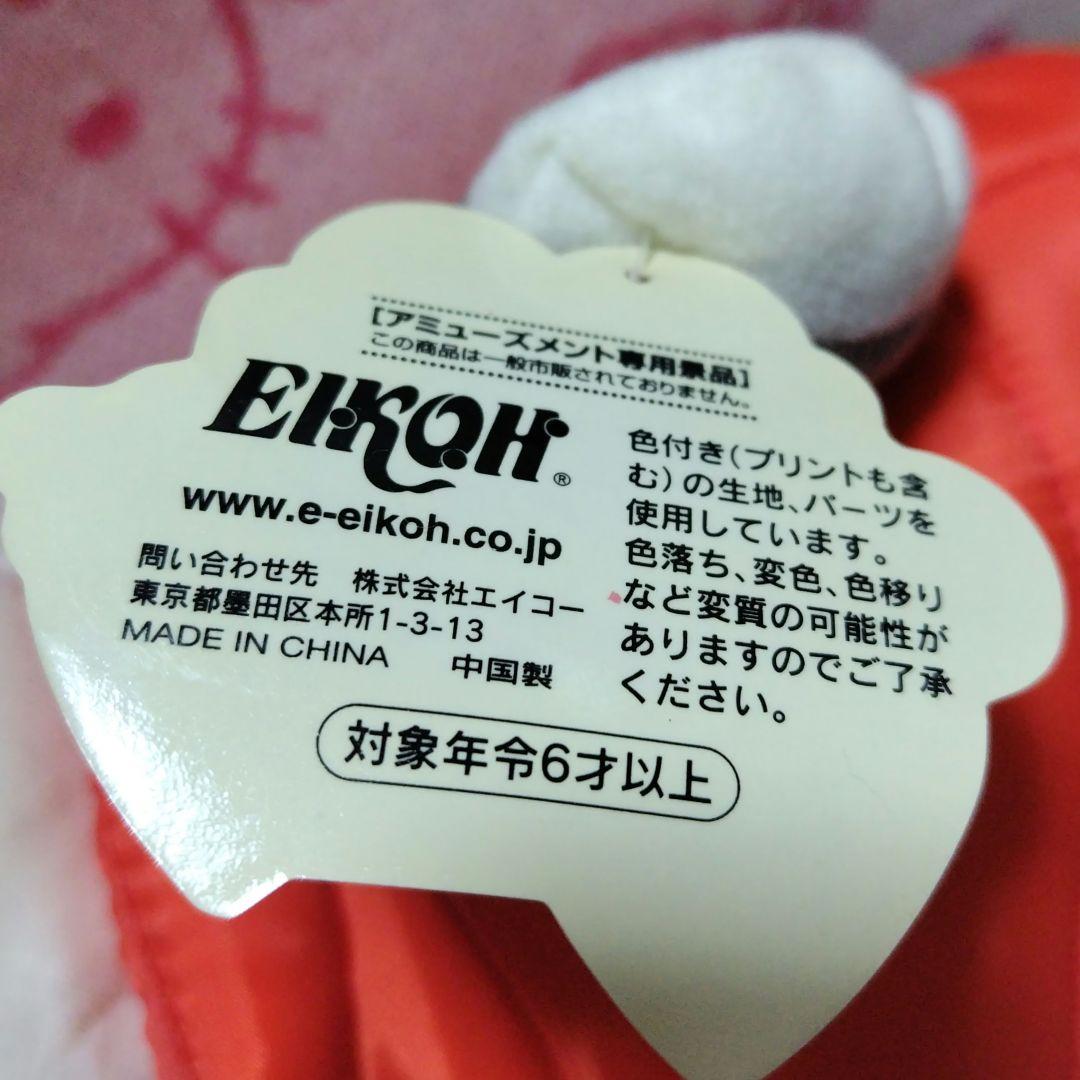 [アミューズメント専用景品]
この商品は一般市販されておりません。
EIKOH®
www.e-eikoh.co.jp
問い合わせ先 株式会社エイコー
東京都墨田区本所1-3-13
MADE IN CHINA 中国製
色付き(プリントも含
む)の生地、パーツを
使用しています。
色落ち、変色、色移り
など変質の可能性が
ありますのでご了承
ください。
対象年令6才以上